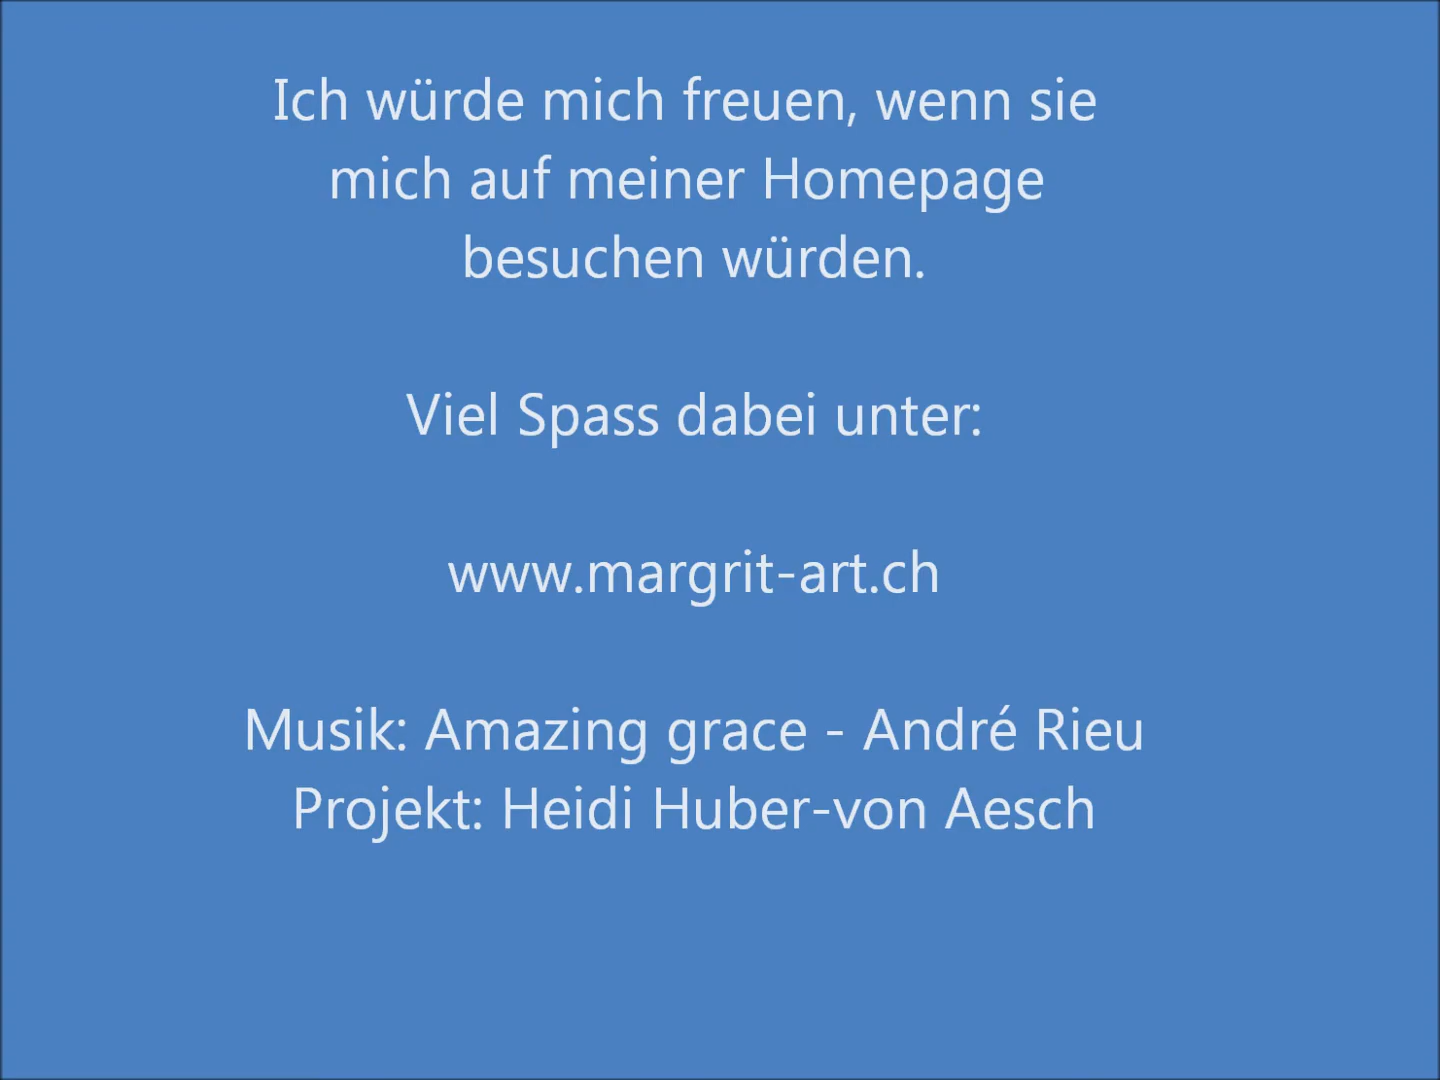 Ich würde mich freuen, wenn sie
mich auf meiner Homepage
besuchen würden.
Viel Spass dabei unter:
www.margrit-art.ch
Musik: Amazing grace - André Rieu
Projekt: Heidi Huber-von Aesch